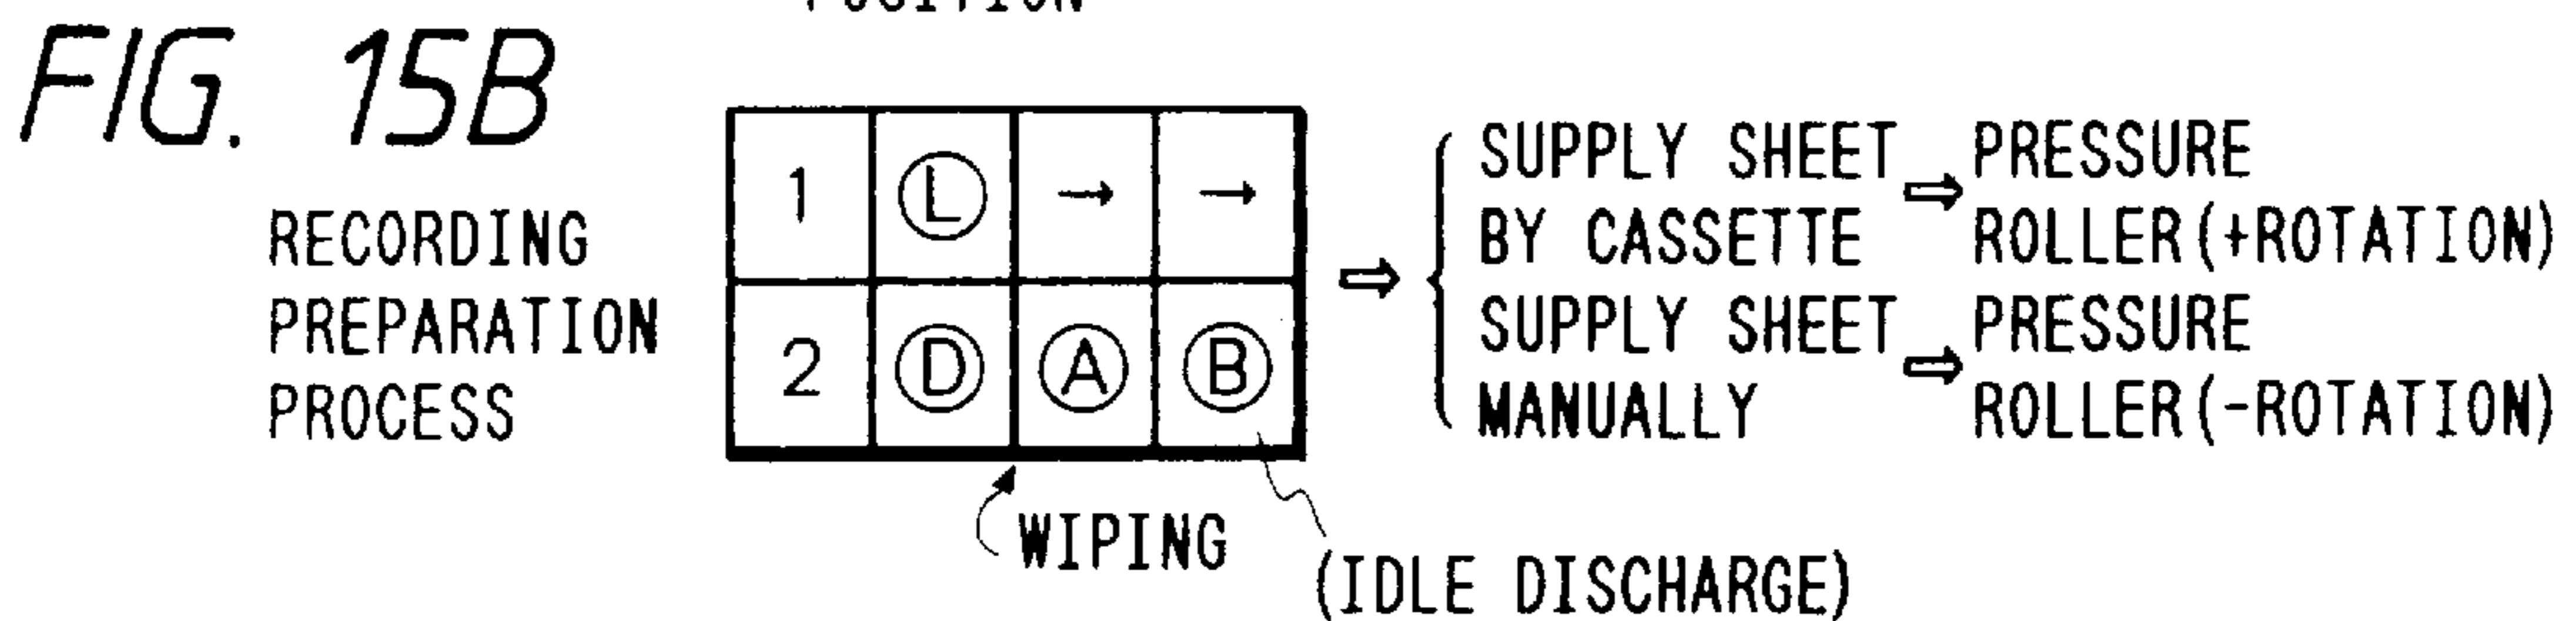 POSITION
FIG. 15B
RECORDING
PREPARATION
PROCESS
1 Ⓛ → →
2 Ⓓ Ⓐ Ⓑ
WIPING
(IDLE DISCHARGE)
⇨
SUPPLY SHEET ⇨ PRESSURE
BY CASSETTE ROLLER(+ROTATION)
SUPPLY SHEET ⇨ PRESSURE
MANUALLY ROLLER(-ROTATION)